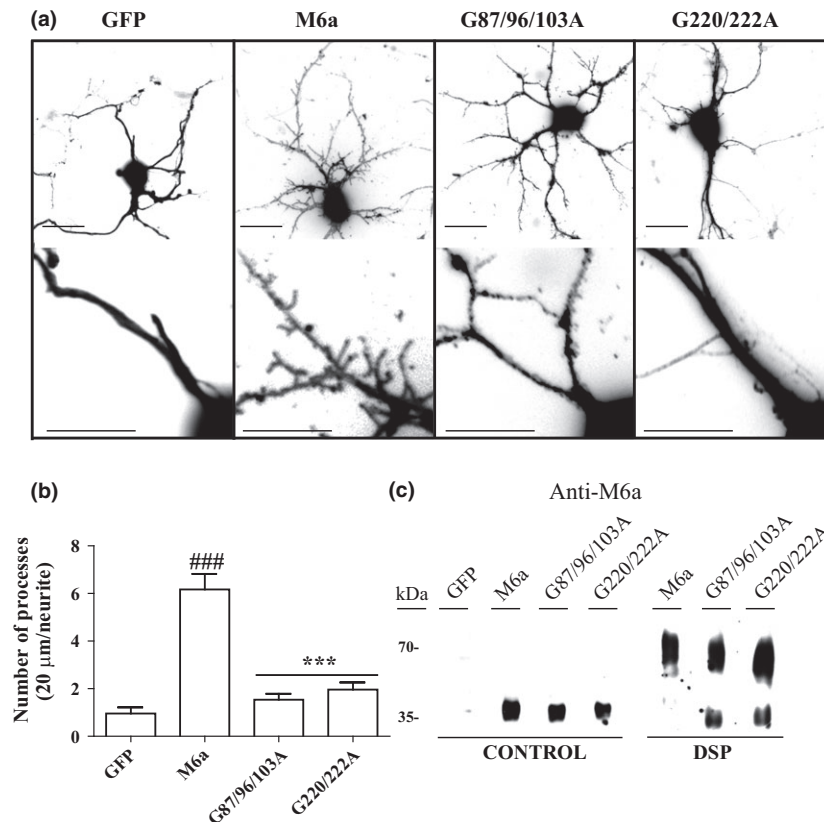 (a)
GFP
M6a
G87/96/103A
G220/222A
(b)
Number of processes
(20 μm/neurite)
8
6
4
2
0
###
***
GFP
M6a
G87/96/103A
G220/222A
(c)
Anti-M6a
kDa
GFP
M6a
G87/96/103A
G220/222A
M6a
G87/96/103A
G220/222A
70-
35-
CONTROL
DSP